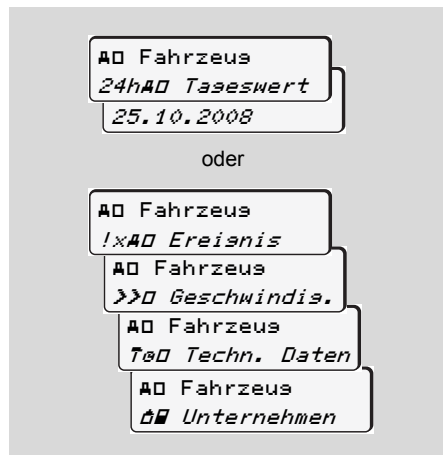 Fahrzeug
24h Tageswert
25.10.2008
oder
Fahrzeug
!x Ereignis
Fahrzeug
>> Geschwindig.
Fahrzeug
Techn. Daten
Fahrzeug
Unternehmen